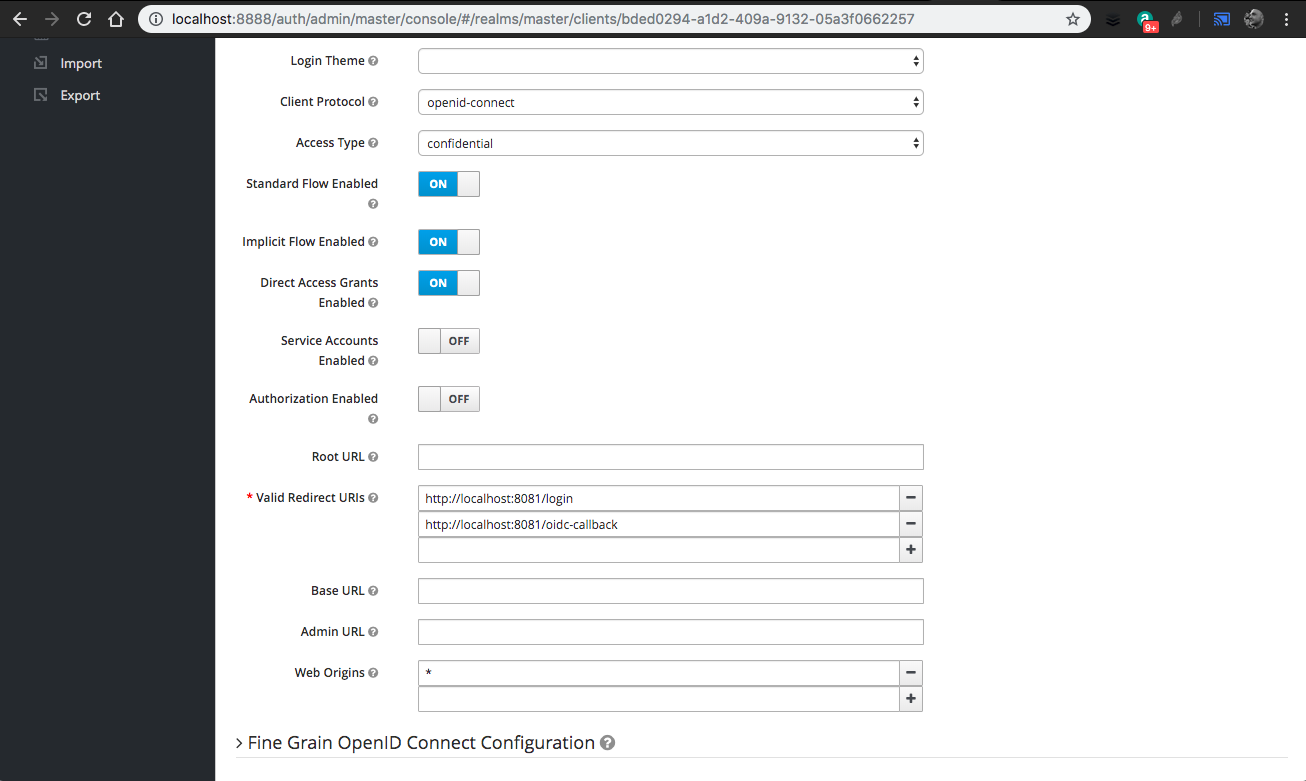 localhost:8888/auth/admin/master/console/#/realms/master/clients/bded0294-a1d2-409a-9132-05a3f0662257
9+
Import
Export
Login Theme
Client Protocol
openid-connect
Access Type
confidential
Standard Flow Enabled
ON
Implicit Flow Enabled
ON
Direct Access Grants
Enabled
ON
Service Accounts
Enabled
OFF
Authorization Enabled
OFF
Root URL
* Valid Redirect URIs
http://localhost:8081/login
http://localhost:8081/oidc-callback
Base URL
Admin URL
Web Origins
*
Fine Grain OpenID Connect Configuration